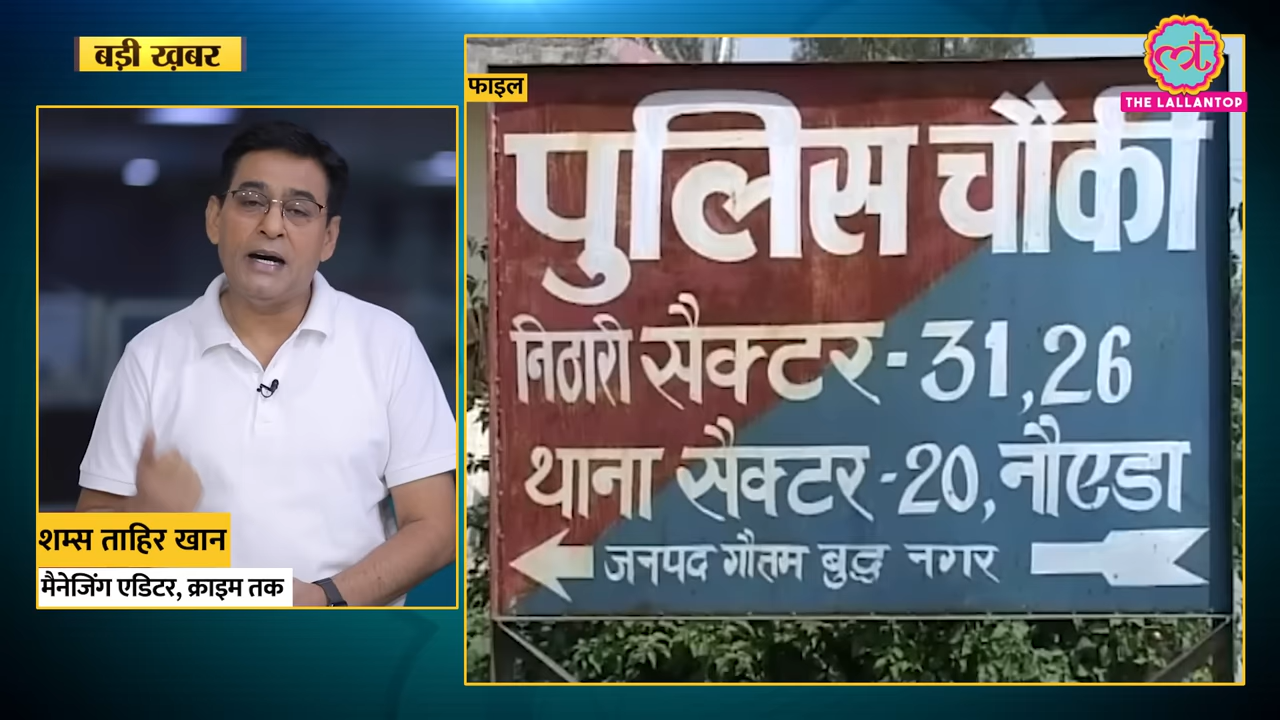 बड़ी ख़बर
फाइल
THE LALLANTOP
पुलिस चौंकी
निठारी सैक्टर - 31, 26
थाना सैक्टर - 20, नौएडा
जनपद गौतम बुद्ध नगर
शम्स ताहिर खान
मैनेजिंग एडिटर, क्राइम तक